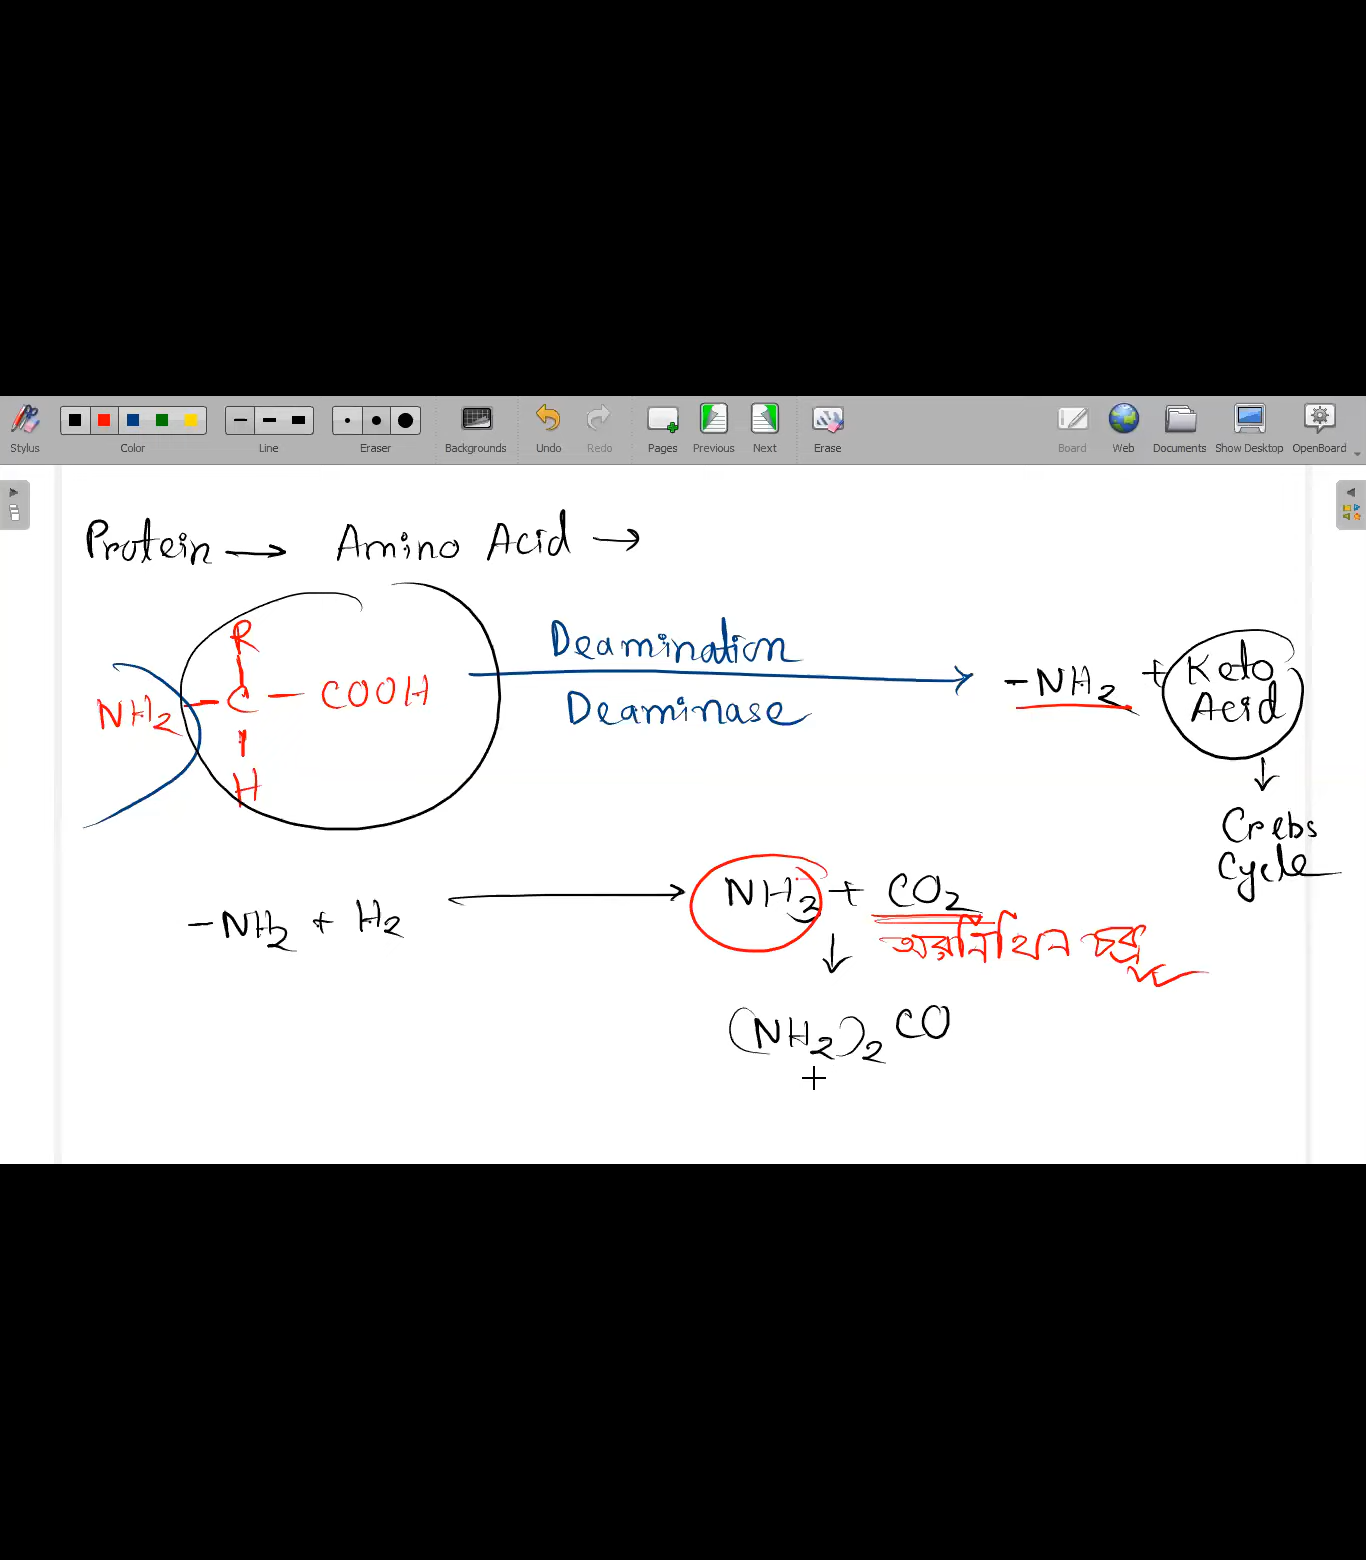 Stylus Color Line Eraser Backgrounds Undo Redo Pages Previous Next Erase Board Web Documents Show Desktop OpenBoard
Protein → Amino Acid →
R
NH2 - C - COOH
H
Deamination
Deaminase
-NH2 + Keto Acid
↓
Crebs
Cycle
-NH2 + H2 → NH3 + CO2
অরনিথিন চক্র
↓
(NH2)2 CO